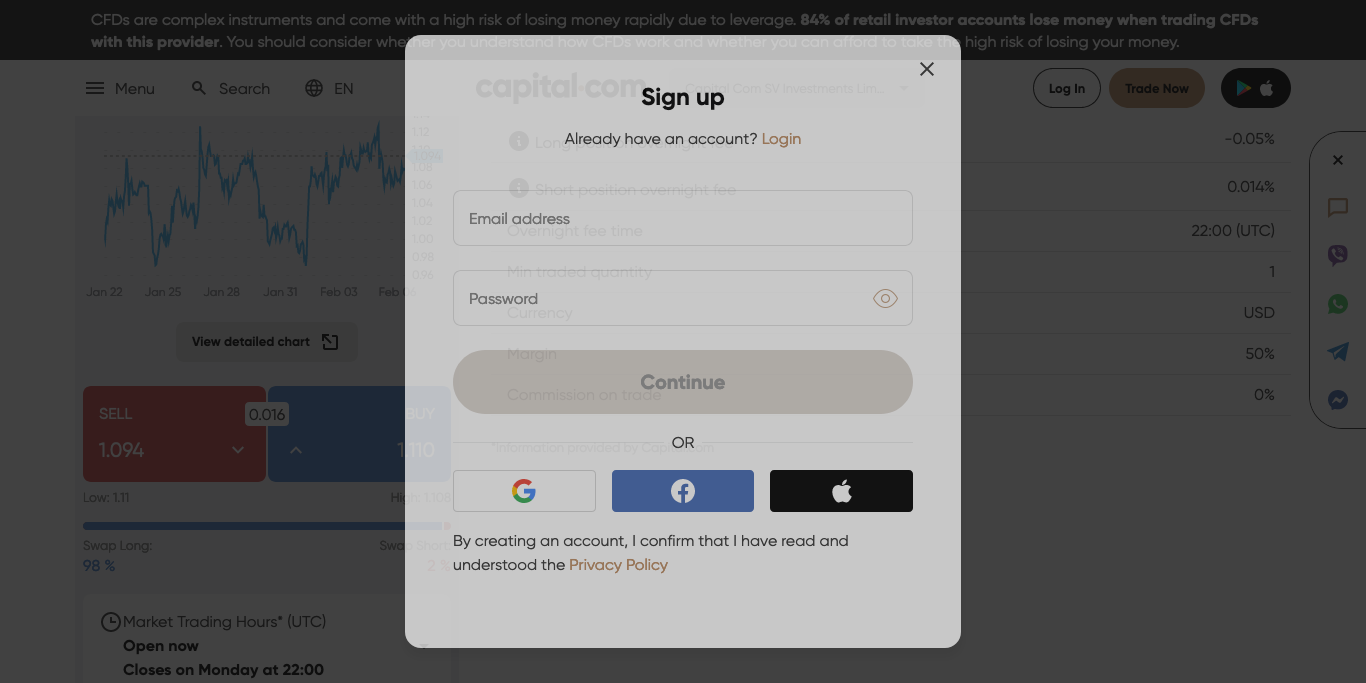 CFDs are complex instruments and come with a high risk of losing money rapidly due to leverage. 84% of retail investor accounts lose money when trading CFDs
with this provider. You should consider whether you understand how CFDs work and whether you can afford to take the high risk of losing your money.
Menu
Search
EN
capital.com
Capital Com SV Investments Lim...
Log In
Trade Now
1.12
1.10
1.094
1.08
1.06
1.04
1.02
1.00
0.98
0.96
Jan 22
Jan 25
Jan 28
Jan 31
Feb 03
Feb 06
View detailed chart
SELL
1.094
0.016
BUY
1.110
Low: 1.11
High: 1.108
Swap Long:
Swap Short:
98 %
2 %
Market Trading Hours* (UTC)
Open now
Closes on Monday at 22:00
Sign up
Already have an account? Login
Email address
Password
Continue
OR
By creating an account, I confirm that I have read and
understood the Privacy Policy
Long position overnight fee
-0.05%
Short position overnight fee
0.014%
Overnight fee time
22:00 (UTC)
Min traded quantity
1
Currency
USD
Margin
50%
Commission on trade
0%
*Information provided by Capital.com